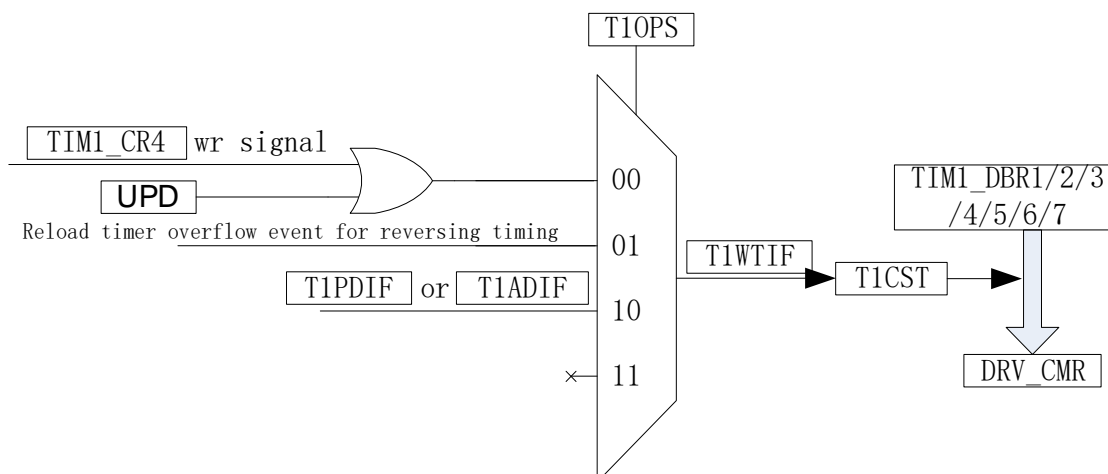 T1OPS
TIM1_CR4 wr signal
UPD
00
Reload timer overflow event for reversing timing
01
T1PDIF or T1ADIF
10
11
T1WTIF
T1CST
TIM1_DBR1/2/3
/4/5/6/7
DRV_CMR